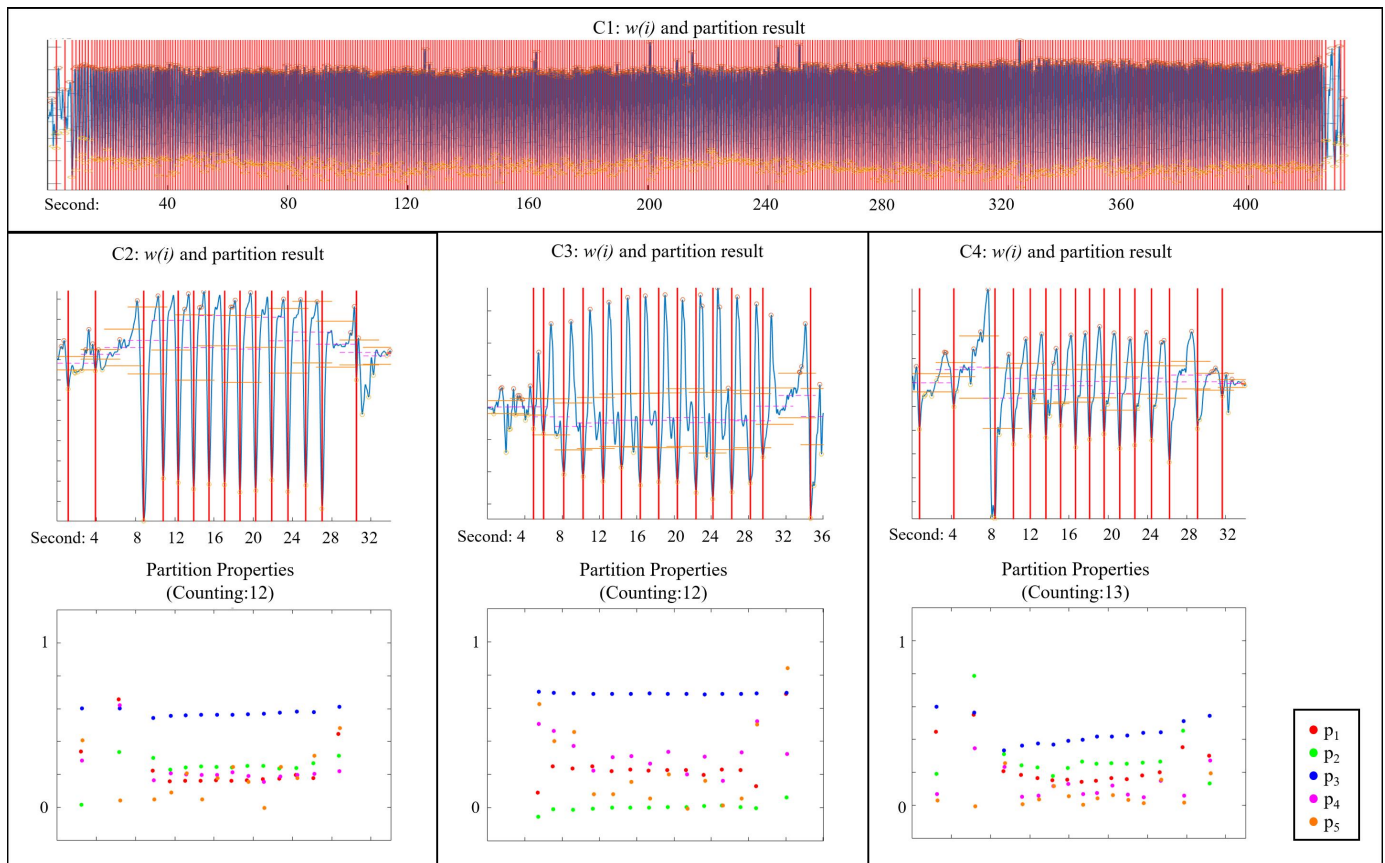 C1: w(i) and partition result
Second: 40 80 120 160 200 240 280 320 360 400
C2: w(i) and partition result
Second: 4 8 12 16 20 24 28 32
Partition Properties
(Counting:12)
1
0
C3: w(i) and partition result
Second: 4 8 12 16 20 24 28 32 36
Partition Properties
(Counting:12)
1
0
C4: w(i) and partition result
Second: 4 8 12 16 20 24 28 32
Partition Properties
(Counting:13)
1
0
p₁
p₂
p₃
p₄
p₅